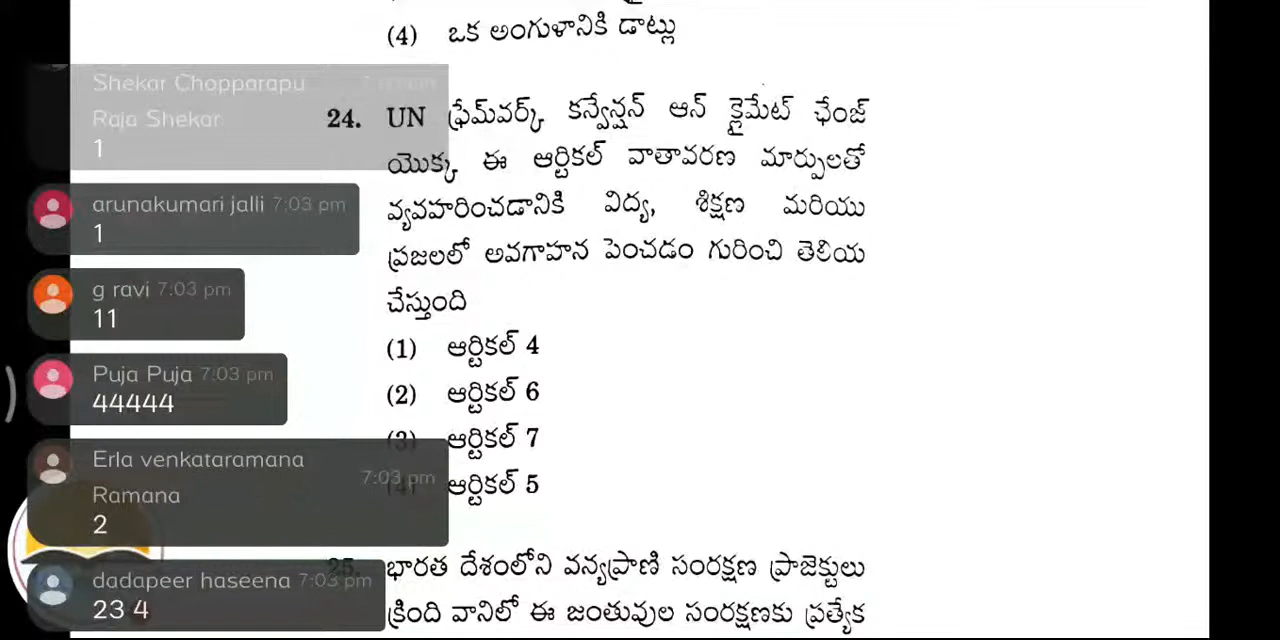 (4) ఒక అంగుళానికి డాట్లు
Shekar Chopparapu
Raja Shekar
1
arunakumari jalli 7:03 pm
1
g ravi 7:03 pm
11
Puja Puja 7:03 pm
44444
Erla venkataramana
Ramana 7:03 pm
2
dadapeer haseena 7:03 pm
23 4
24. UN ఫ్రేమ్‌వర్క్ కన్వేన్షన్ ఆన్ క్లైమేట్ ఛేంజ్
యొక్క ఈ ఆర్టికల్ వాతావరణ మార్పులతో
వ్యవహరించడానికి విద్య, శిక్షణ మరియు
ప్రజలలో అవగాహన పెంచడం గురించి తెలియ
చేస్తుంది
(1) ఆర్టికల్ 4
(2) ఆర్టికల్ 6
(3) ఆర్టికల్ 7
(4) ఆర్టికల్ 5
25. భారత దేశంలోని వన్యప్రాణి సంరక్షణ ప్రాజెక్టులు
క్రింది వానిలో ఈ జంతువుల సంరక్షణకు ప్రత్యేక